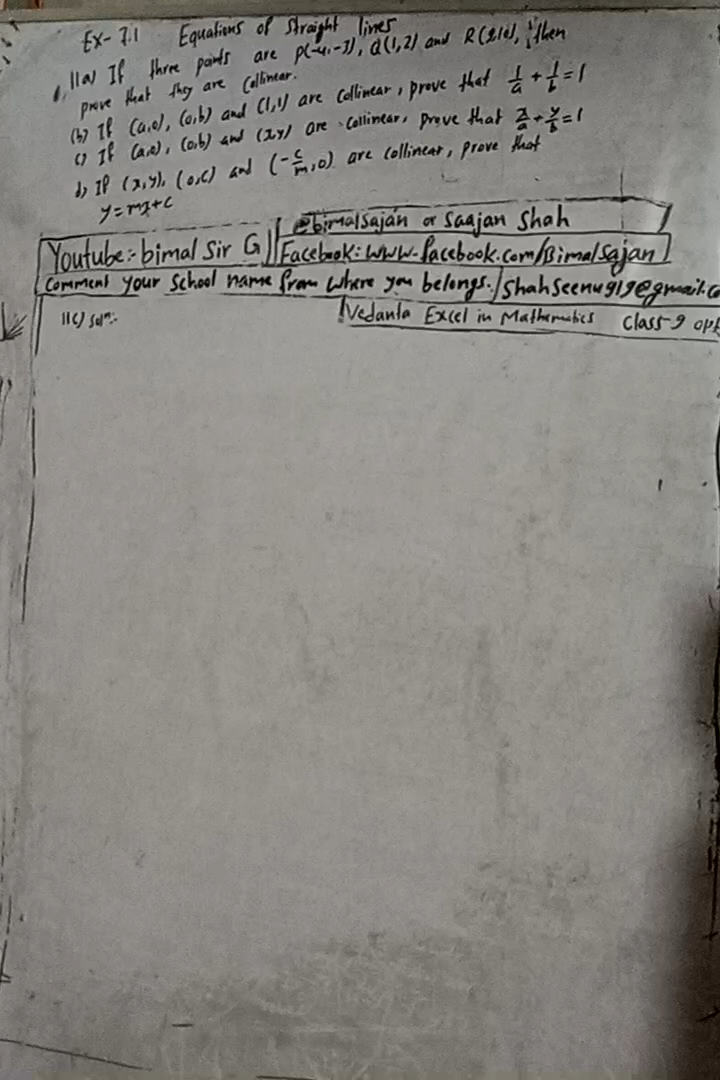 Ex- 7.1 Equations of Straight lines
11a) If three points are P(-4,-3), Q(1,2) and R(8,10), then
prove that they are Collinear.
(b) If (a,0), (0,b) and (1,1) are Collinear, prove that 1/a + 1/b = 1
c) If (a,0), (0,b) and (x,y) are Collinear, prove that x/a + y/b = 1
d) If (x,y), (0,c) and (-c/m,0) are collinear, prove that
y=mx+c
@bimalsajan or Saajan Shah
Youtube:- bimal Sir G Facebook: www.facebook.com/Bimalsajan
Comment your School name from where you belongs. shahseenu919@gmail.c
11c) Solⁿ:- Vedanta Excel in Mathematics Class-9 opt